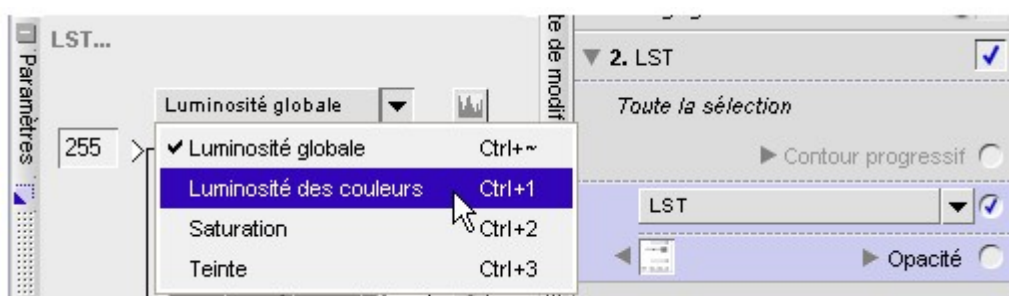 Paramètres
LST...
Luminosité globale
255
✔ Luminosité globale Ctrl+~
Luminosité des couleurs Ctrl+1
Saturation Ctrl+2
Teinte Ctrl+3
te de modif
2. LST
Toute la sélection
Contour progressif
LST
Opacité